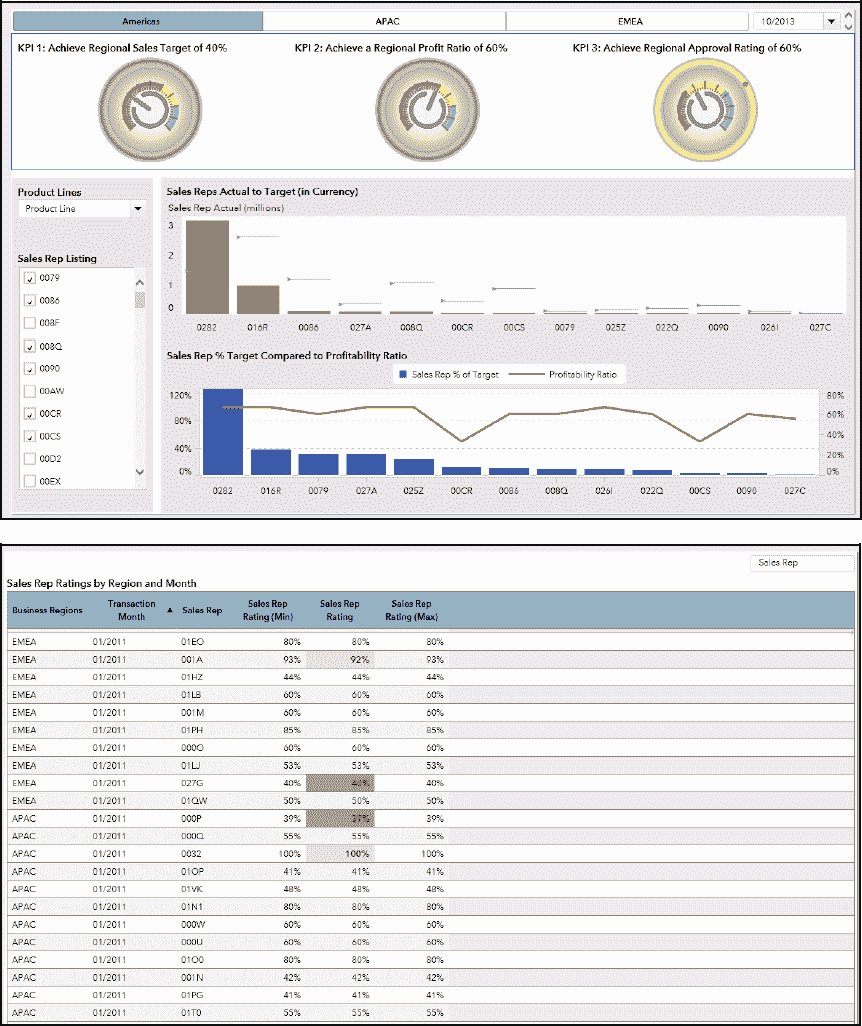 Americas APAC EMEA 10/2013
KPI 1: Achieve Regional Sales Target of 40% KPI 2: Achieve a Regional Profit Ratio of 60% KPI 3: Achieve Regional Approval Rating of 60%
Product Lines
Product Line
Sales Rep Listing
0079
0086
008F
008Q
0090
00AW
00CR
00CS
00D2
00EX
Sales Reps Actual to Target (in Currency)
Sales Rep Actual (millions)
3
2
1
0
0282 016R 0086 027A 008Q 00CR 00CS 0079 025Z 022Q 0090 026I 027C
Sales Rep % Target Compared to Profitability Ratio
Sales Rep % of Target Profitability Ratio
120% 80%
80% 60%
40% 40%
0% 20%
0%
0282 016R 0079 027A 025Z 00CR 0086 008Q 026I 022Q 00CS 0090 027C
Sales Rep
Sales Rep Ratings by Region and Month
Business Regions Transaction Month Sales Rep Sales Rep Rating (Min) Sales Rep Rating Sales Rep Rating (Max)
EMEA 01/2011 01EO 80% 80% 80%
EMEA 01/2011 001A 93% 92% 93%
EMEA 01/2011 01HZ 44% 44% 44%
EMEA 01/2011 01LB 60% 60% 60%
EMEA 01/2011 001M 60% 60% 60%
EMEA 01/2011 01PH 85% 85% 85%
EMEA 01/2011 000O 60% 60% 60%
EMEA 01/2011 01LJ 53% 53% 53%
EMEA 01/2011 027G 40% 40% 40%
EMEA 01/2011 01QW 50% 50% 50%
APAC 01/2011 000P 39% 39% 39%
APAC 01/2011 000Q 55% 55% 55%
APAC 01/2011 0032 100% 100% 100%
APAC 01/2011 01OP 41% 41% 41%
APAC 01/2011 01VK 48% 48% 48%
APAC 01/2011 01N1 80% 80% 80%
APAC 01/2011 000W 60% 60% 60%
APAC 01/2011 000U 60% 60% 60%
APAC 01/2011 01O0 80% 80% 80%
APAC 01/2011 001N 42% 42% 42%
APAC 01/2011 01PG 41% 41% 41%
APAC 01/2011 01T0 55% 55% 55%